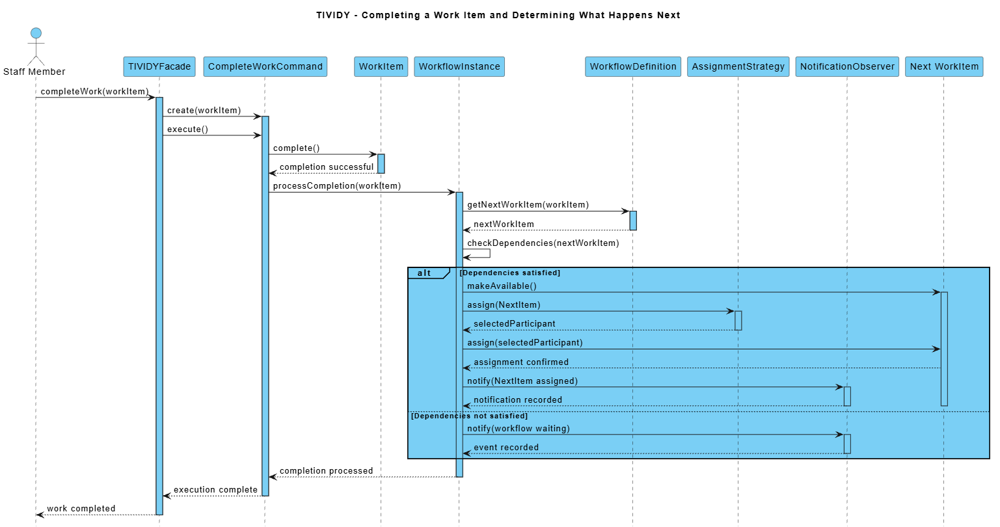 TIVIDY - Completing a Work Item and Determining What Happens Next
Staff Member
TIVIDYFacade
CompleteWorkCommand
WorkItem
WorkflowInstance
WorkflowDefinition
AssignmentStrategy
NotificationObserver
Next WorkItem
completeWork(workItem)
create(workItem)
execute()
complete()
completion successful
processCompletion(workItem)
getNextWorkItem(workItem)
nextWorkItem
checkDependencies(nextWorkItem)
alt
[Dependencies satisfied]
makeAvailable()
assign(NextItem)
selectedParticipant
assign(selectedParticipant)
assignment confirmed
notify(NextItem assigned)
notification recorded
[Dependencies not satisfied]
notify(workflow waiting)
event recorded
completion processed
execution complete
work completed